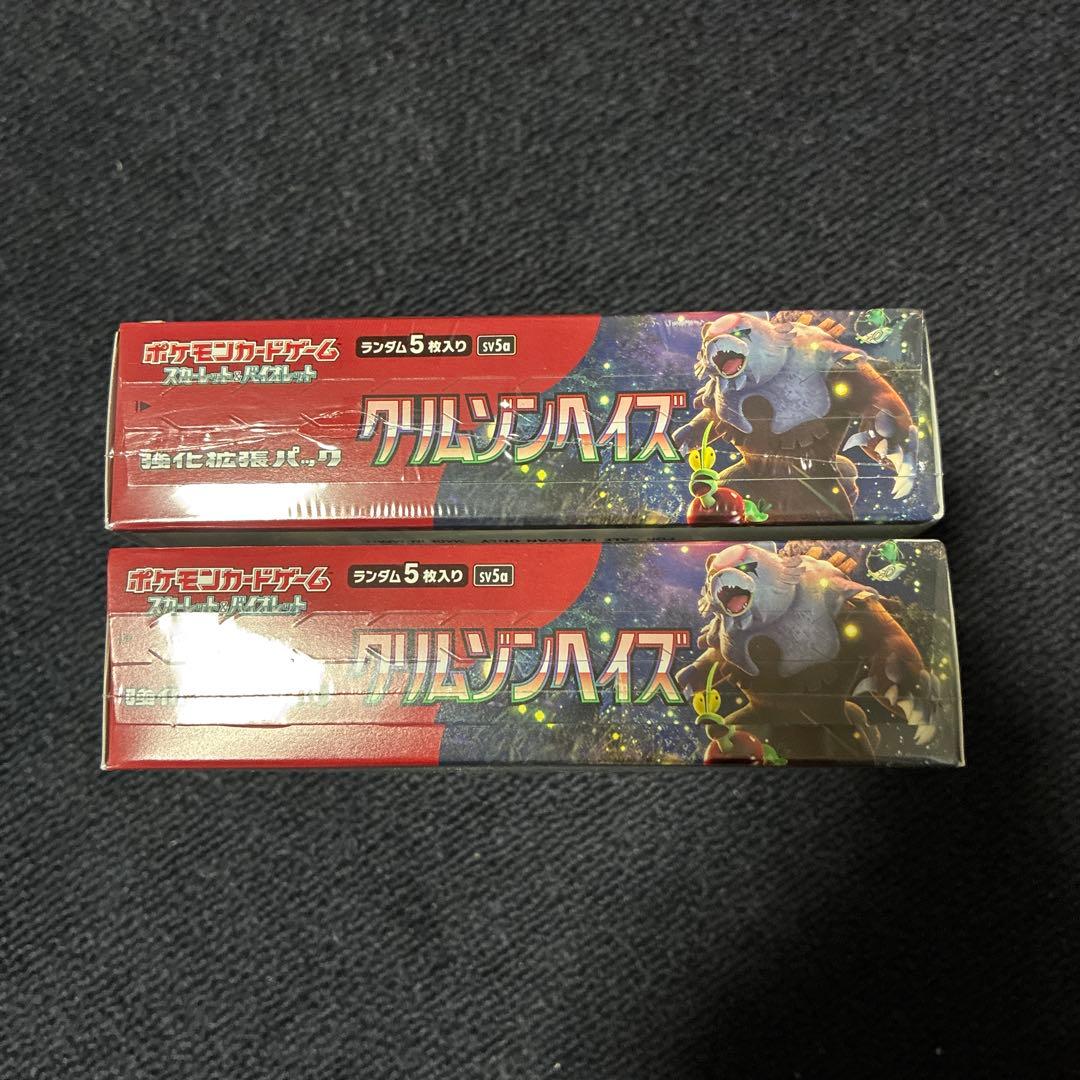 ポケモンカードゲーム
スカーレット&バイオレット
ランダム5枚入り
sv5a
強化拡張パック
クリムゾンヘイズ
ポケモンカードゲーム
スカーレット&バイオレット
ランダム5枚入り
sv5a
強化
クリムゾンヘイズ